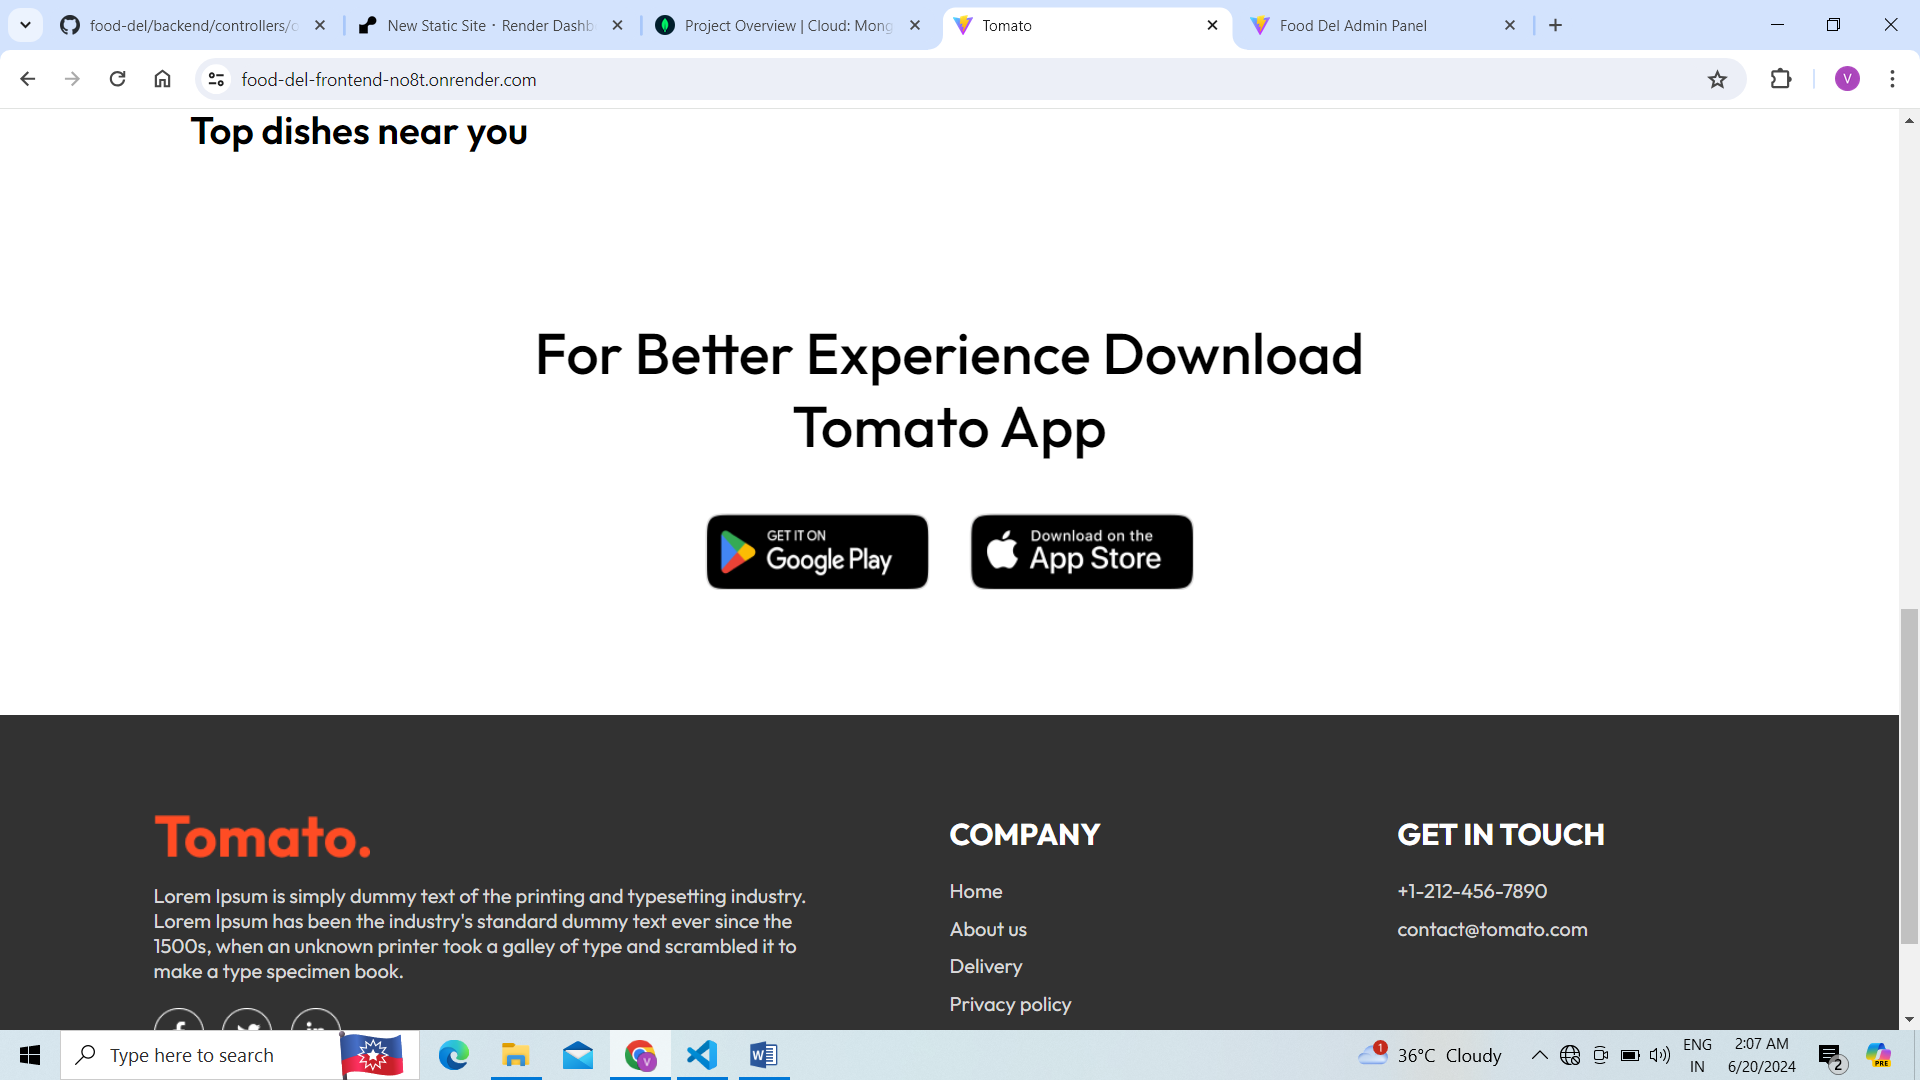 food-del/backend/controllers/o
New Static Site · Render Dashb
Project Overview | Cloud: Mong
Tomato
Food Del Admin Panel
food-del-frontend-no8t.onrender.com
V
Top dishes near you
For Better Experience Download
Tomato App
GET IT ON
Google Play
Download on the
App Store
Tomato.
Lorem Ipsum is simply dummy text of the printing and typesetting industry.
Lorem Ipsum has been the industry's standard dummy text ever since the
1500s, when an unknown printer took a galley of type and scrambled it to
make a type specimen book.
COMPANY
Home
About us
Delivery
Privacy policy
GET IN TOUCH
+1-212-456-7890
contact@tomato.com
Type here to search
V
1
36°C Cloudy
ENG
IN
2:07 AM
6/20/2024
2
PRE